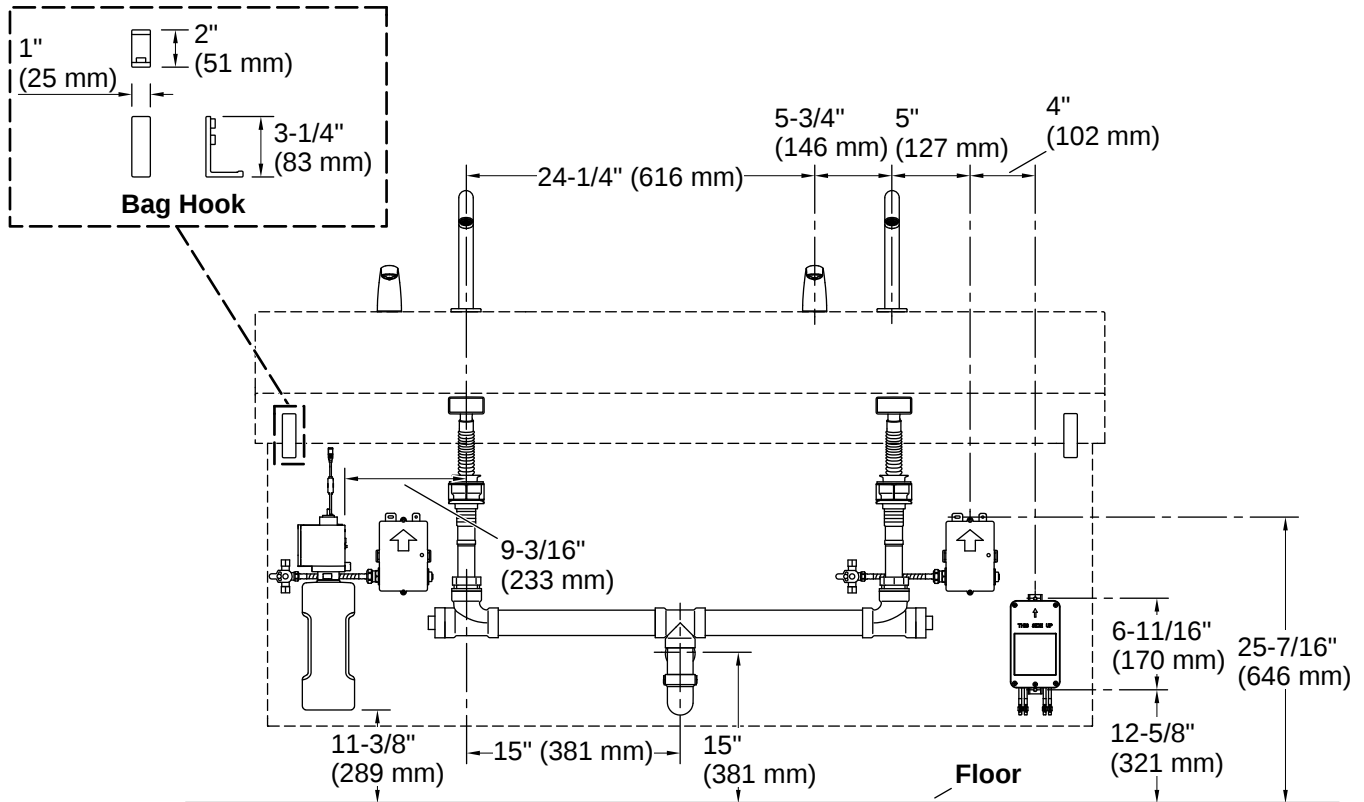 1"
(25 mm)
2"
(51 mm)
3-1/4"
(83 mm)
Bag Hook
24-1/4" (616 mm)
5-3/4"
(146 mm)
5"
(127 mm)
4"
(102 mm)
9-3/16"
(233 mm)
THIS SIDE UP
6-11/16"
(170 mm)
25-7/16"
(646 mm)
11-3/8"
(289 mm)
15" (381 mm)
15"
(381 mm)
12-5/8"
(321 mm)
Floor